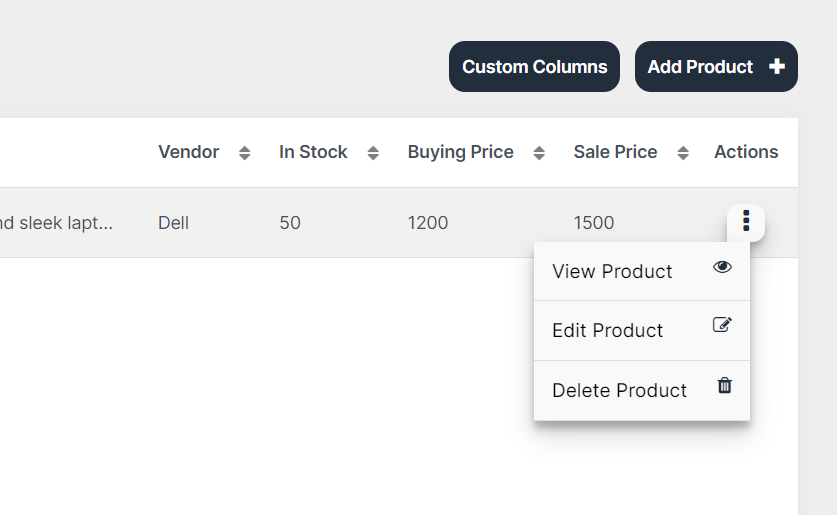 Custom Columns Add Product
Vendor In Stock Buying Price Sale Price Actions
nd sleek lapt... Dell 50 1200 1500
View Product
Edit Product
Delete Product